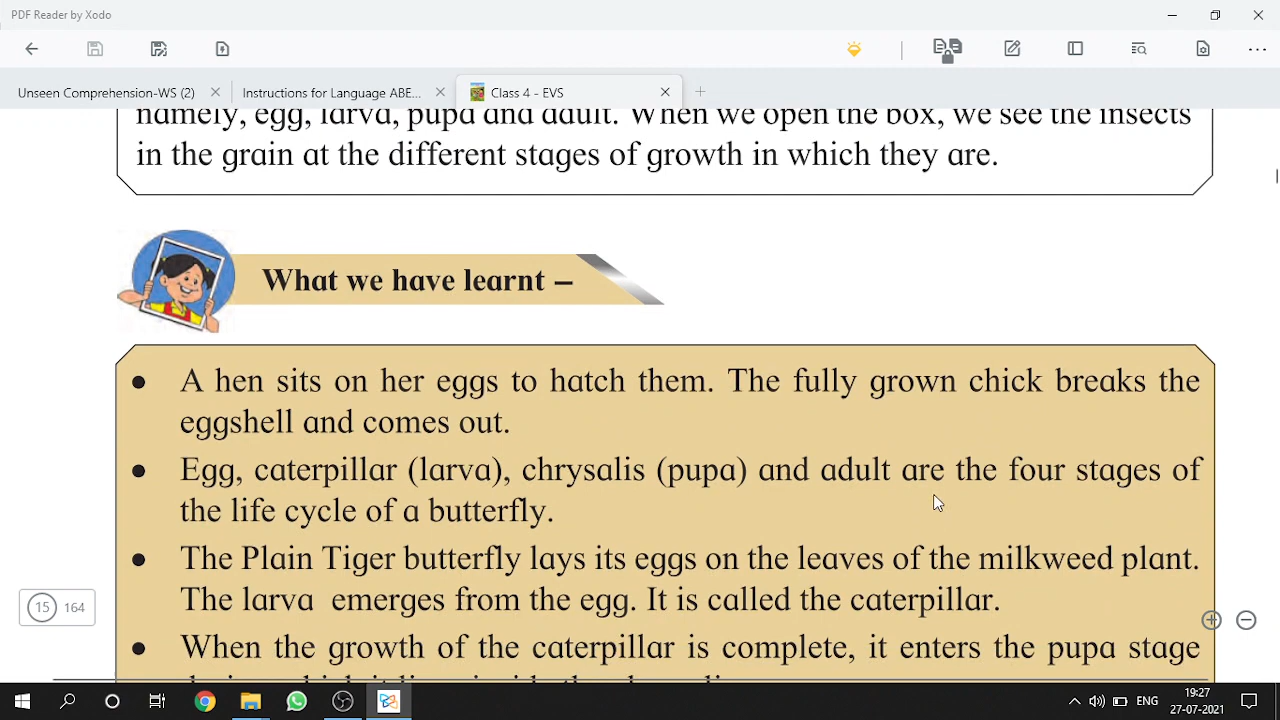 PDF Reader by Xodo
Unseen Comprehension-WS (2)
Instructions for Language ABE...
Class 4 - EVS
namely, egg, larva, pupa and adult. When we open the box, we see the insects
in the grain at the different stages of growth in which they are.
What we have learnt –
• A hen sits on her eggs to hatch them. The fully grown chick breaks the
eggshell and comes out.
• Egg, caterpillar (larva), chrysalis (pupa) and adult are the four stages of
the life cycle of a butterfly.
• The Plain Tiger butterfly lays its eggs on the leaves of the milkweed plant.
The larva emerges from the egg. It is called the caterpillar.
15 164
• When the growth of the caterpillar is complete, it enters the pupa stage
ENG
19:27
27-07-2021